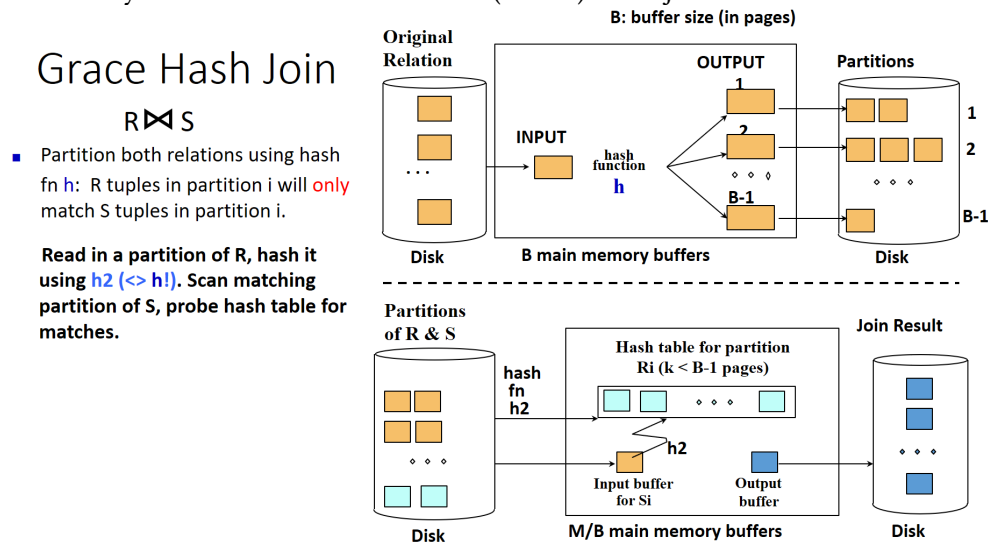 B: buffer size (in pages)
Grace Hash Join
R⋈S
▪ Partition both relations using hash
fn h: R tuples in partition i will only
match S tuples in partition i.
Read in a partition of R, hash it
using h2 (<> h!). Scan matching
partition of S, probe hash table for
matches.
Original
Relation
OUTPUT
Partitions
1
1
INPUT
2
2
hash
function
h
. . .
B-1
B-1
Disk
B main memory buffers
Disk
Partitions
of R & S
Join Result
Hash table for partition
Ri (k < B-1 pages)
hash
fn
h2
h2
Input buffer
for Si
Output
buffer
Disk
M/B main memory buffers
Disk